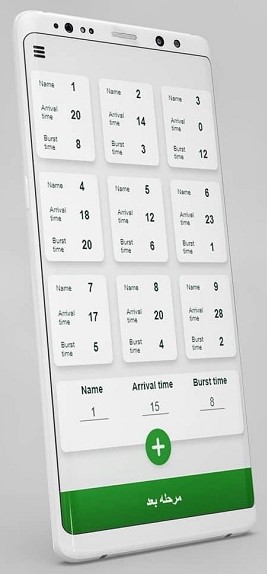 Name 1
Arrival time 20
Burst time 8
Name 2
Arrival time 14
Burst time 3
Name 3
Arrival time 0
Burst time 12
Name 4
Arrival time 18
Burst time 20
Name 5
Arrival time 12
Burst time 6
Name 6
Arrival time 23
Burst time 1
Name 7
Arrival time 17
Burst time 5
Name 8
Arrival time 20
Burst time 4
Name 9
Arrival time 28
Burst time 2
Name Arrival time Burst time
1 15 8
+
مرحله بعد